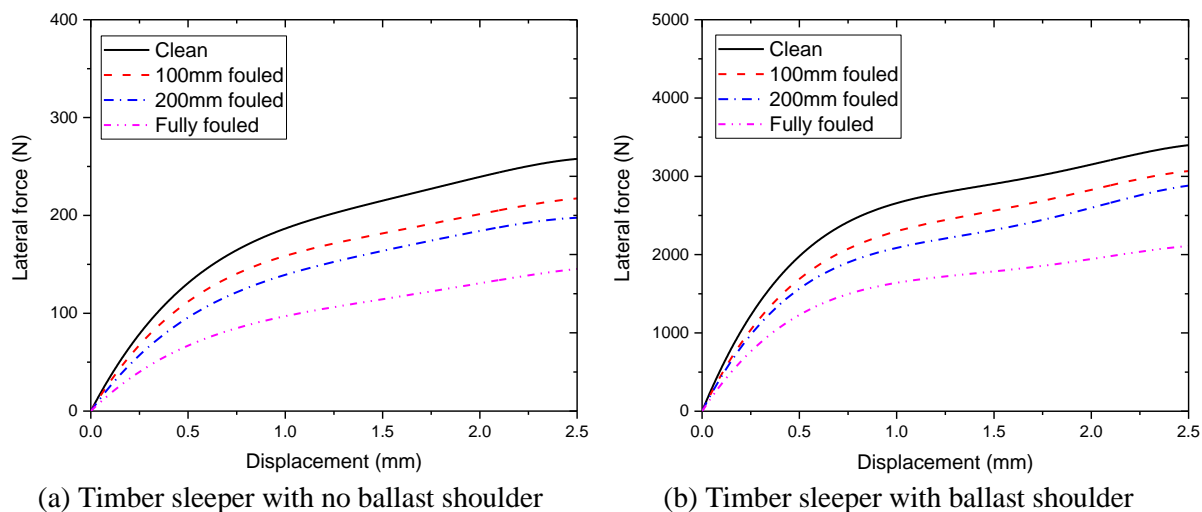 400
300
200
100
0
0.0 0.5 1.0 1.5 2.0 2.5
Lateral force (N)
Displacement (mm)
Clean
100mm fouled
200mm fouled
Fully fouled
(a) Timber sleeper with no ballast shoulder
5000
4000
3000
2000
1000
0
0.0 0.5 1.0 1.5 2.0 2.5
Lateral force (N)
Displacement (mm)
Clean
100mm fouled
200mm fouled
Fully fouled
(b) Timber sleeper with ballast shoulder